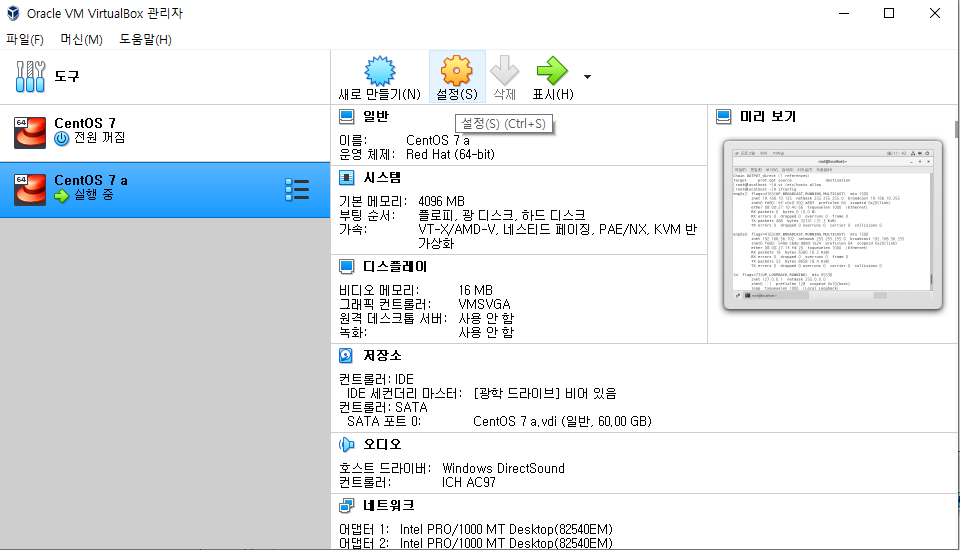 Oracle VM VirtualBox 관리자
파일(F) 머신(M) 도움말(H)
도구
새로 만들기(N) 설정(S) 삭제 표시(H)
설정(S) (Ctrl+S)
64 CentOS 7
전원 꺼짐
64 CentOS 7 a
실행 중
일반
이름: CentOS 7 a
운영 체제: Red Hat (64-bit)
시스템
기본 메모리: 4096 MB
부팅 순서: 플로피, 광 디스크, 하드 디스크
가속: VT-X/AMD-V, 네스티드 페이징, PAE/NX, KVM 반
가상화
디스플레이
비디오 메모리: 16 MB
그래픽 컨트롤러: VMSVGA
원격 데스크톱 서버: 사용 안 함
녹화: 사용 안 함
저장소
컨트롤러: IDE
IDE 세컨더리 마스터: [광학 드라이브] 비어 있음
컨트롤러: SATA
SATA 포트 0: CentOS 7 a.vdi (일반, 60,00 GB)
오디오
호스트 드라이버: Windows DirectSound
컨트롤러: ICH AC97
네트워크
어댑터 1: Intel PRO/1000 MT Desktop(82540EM)
어댑터 2: Intel PRO/1000 MT Desktop(82540EM)
미리 보기